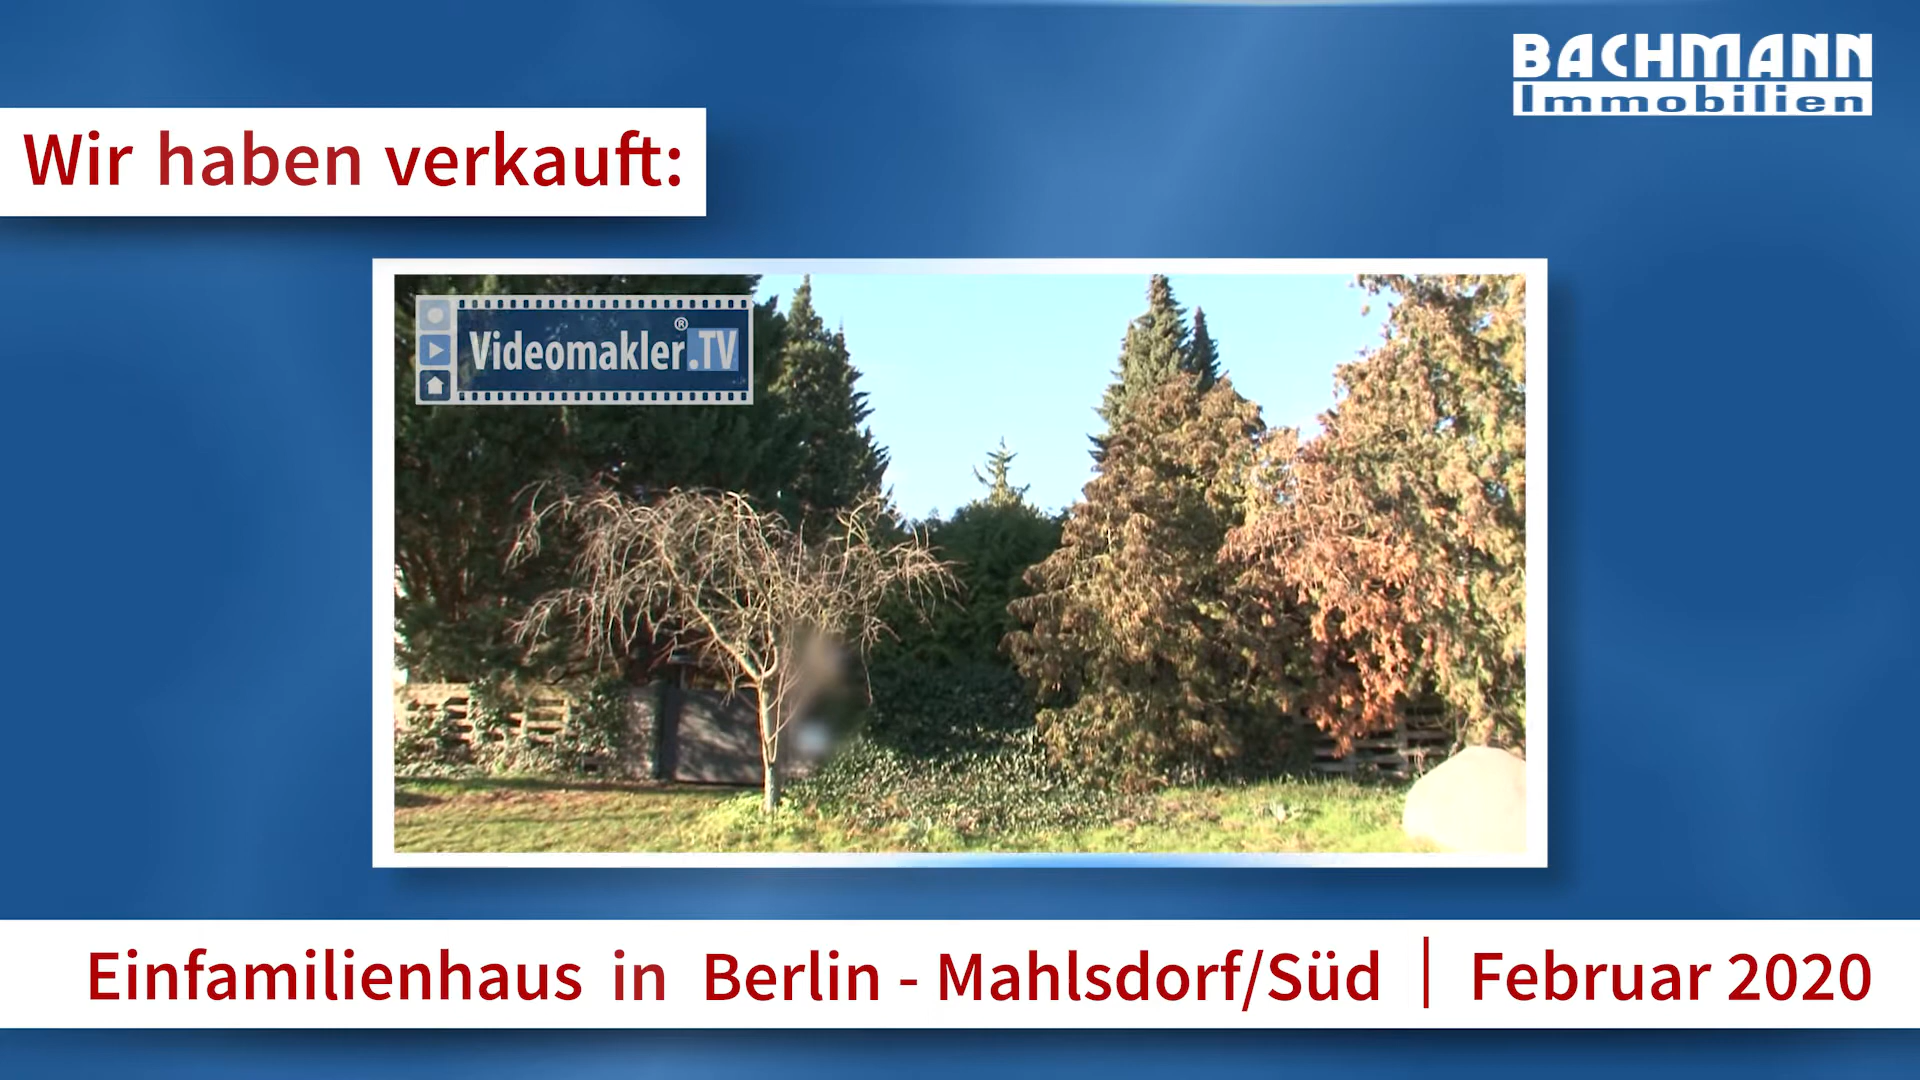 BACHMANN
Immobilien
Wir haben verkauft:
Videomakler.TV®
Einfamilienhaus in Berlin - Mahlsdorf/Süd | Februar 2020